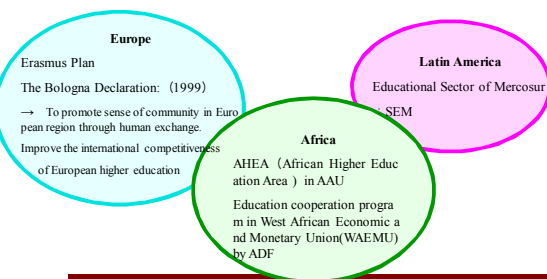 Europe
Erasmus Plan
The Bologna Declaration: (1999)
→ To promote sense of community in Euro
pean region through human exchange.
Improve the international competitiveness
of European higher education
Latin America
Educational Sector of Mercosur
: SEM
Africa
AHEA (African Higher Educ
ation Area ) in AAU
Education cooperation progra
m in West African Economic a
nd Monetary Union(WAEMU)
by ADF